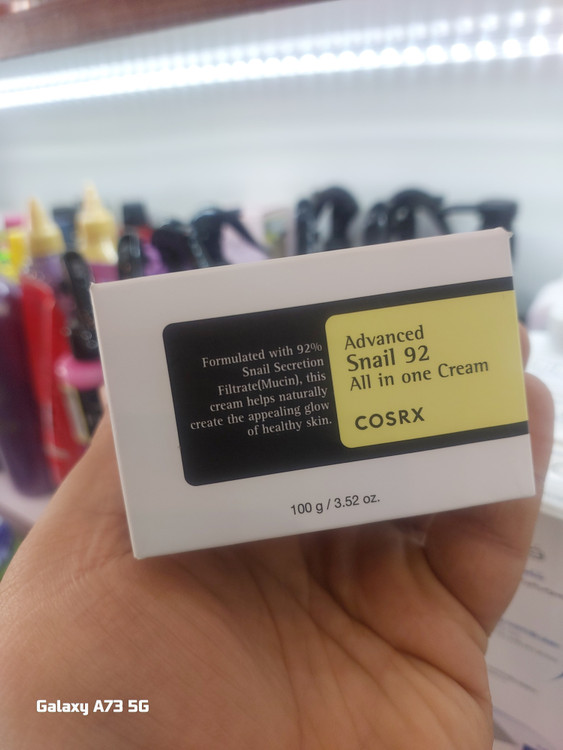 Formulated with 92%
Snail Secretion
Filtrate(Mucin), this
cream helps naturally
create the appealing glow
of healthy skin.
Advanced
Snail 92
All in one Cream
COSRX
100 g / 3.52 oz.
Galaxy A73 5G